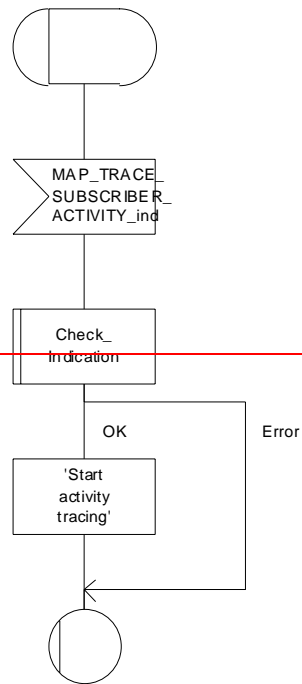 MAP_TRACE_
SUBSCRIBER_
ACTIVITY_ind
Check_
Indication
OK
Error
'Start
activity
tracing'